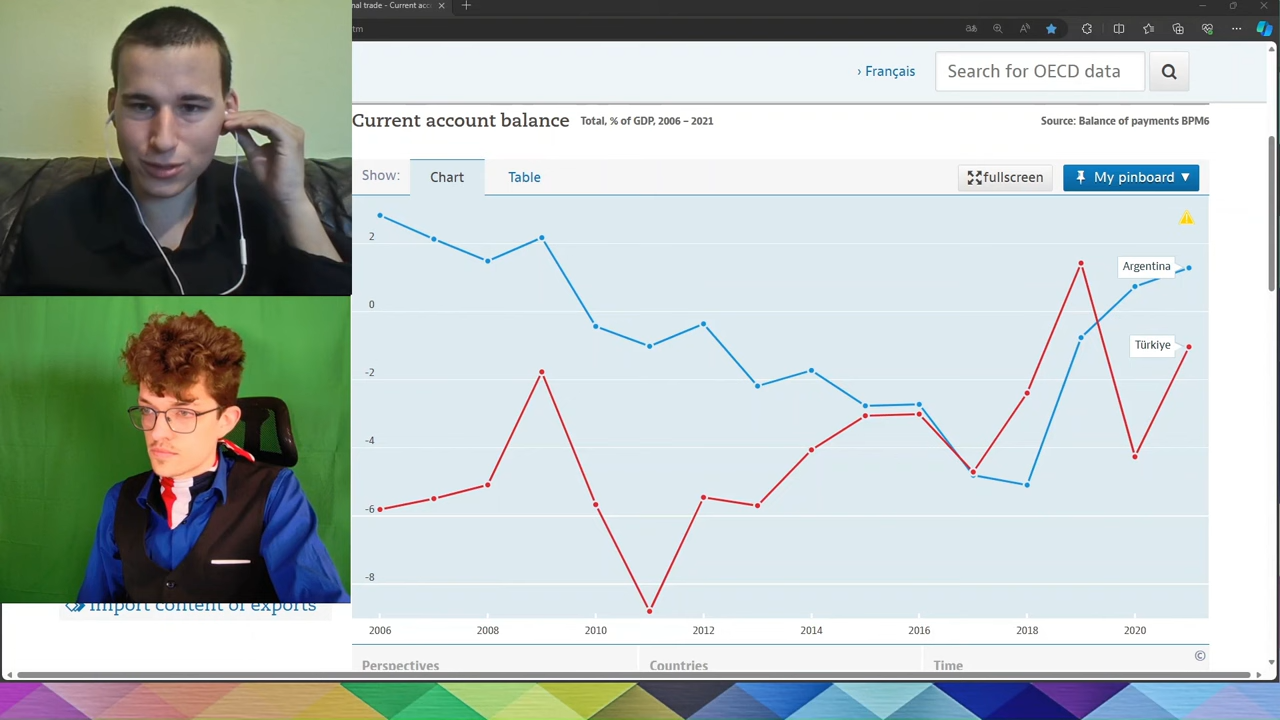 nal trade - Current acc
tm
› Français
Search for OECD data
Current account balance
Total, % of GDP, 2006 – 2021
Source: Balance of payments BPM6
Show:
Chart
Table
fullscreen
My pinboard ▼
2
0
-2
-4
-6
-8
Argentina
Türkiye
2006
2008
2010
2012
2014
2016
2018
2020
import content of exports
©
Perspectives
Countries
Time